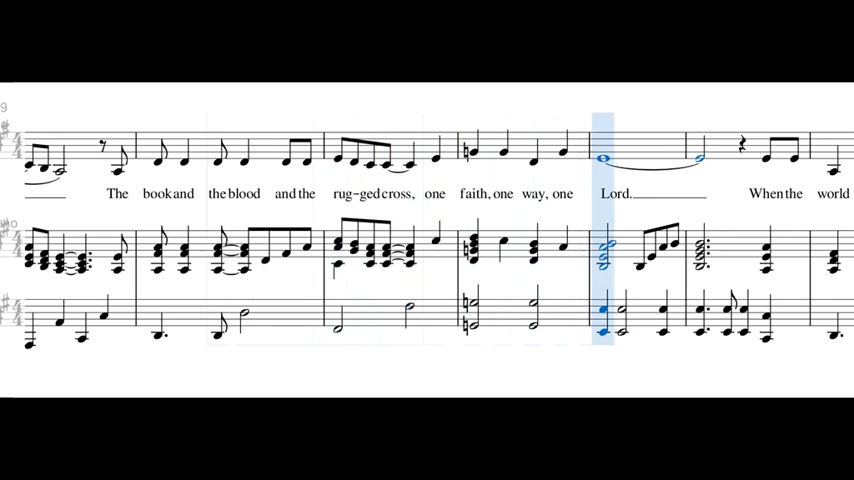 9
The book and the blood and the rug-ged cross, one faith, one way, one Lord. When the world